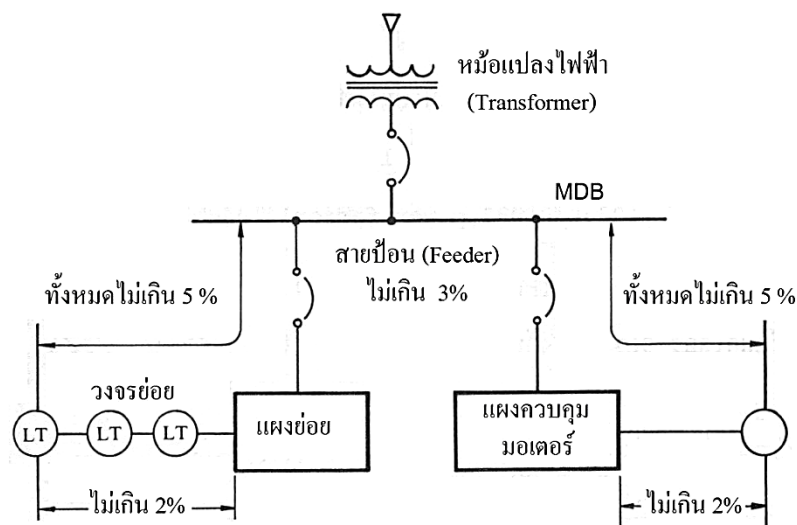 หม้อแปลงไฟฟ้า
(Transformer)
MDB
สายป้อน (Feeder)
ไม่เกิน 3%
ทั้งหมดไม่เกิน 5 %
ทั้งหมดไม่เกิน 5 %
วงจรย่อย
LT
LT
LT
แผงย่อย
แผงควบคุม
มอเตอร์
ไม่เกิน 2%
ไม่เกิน 2%